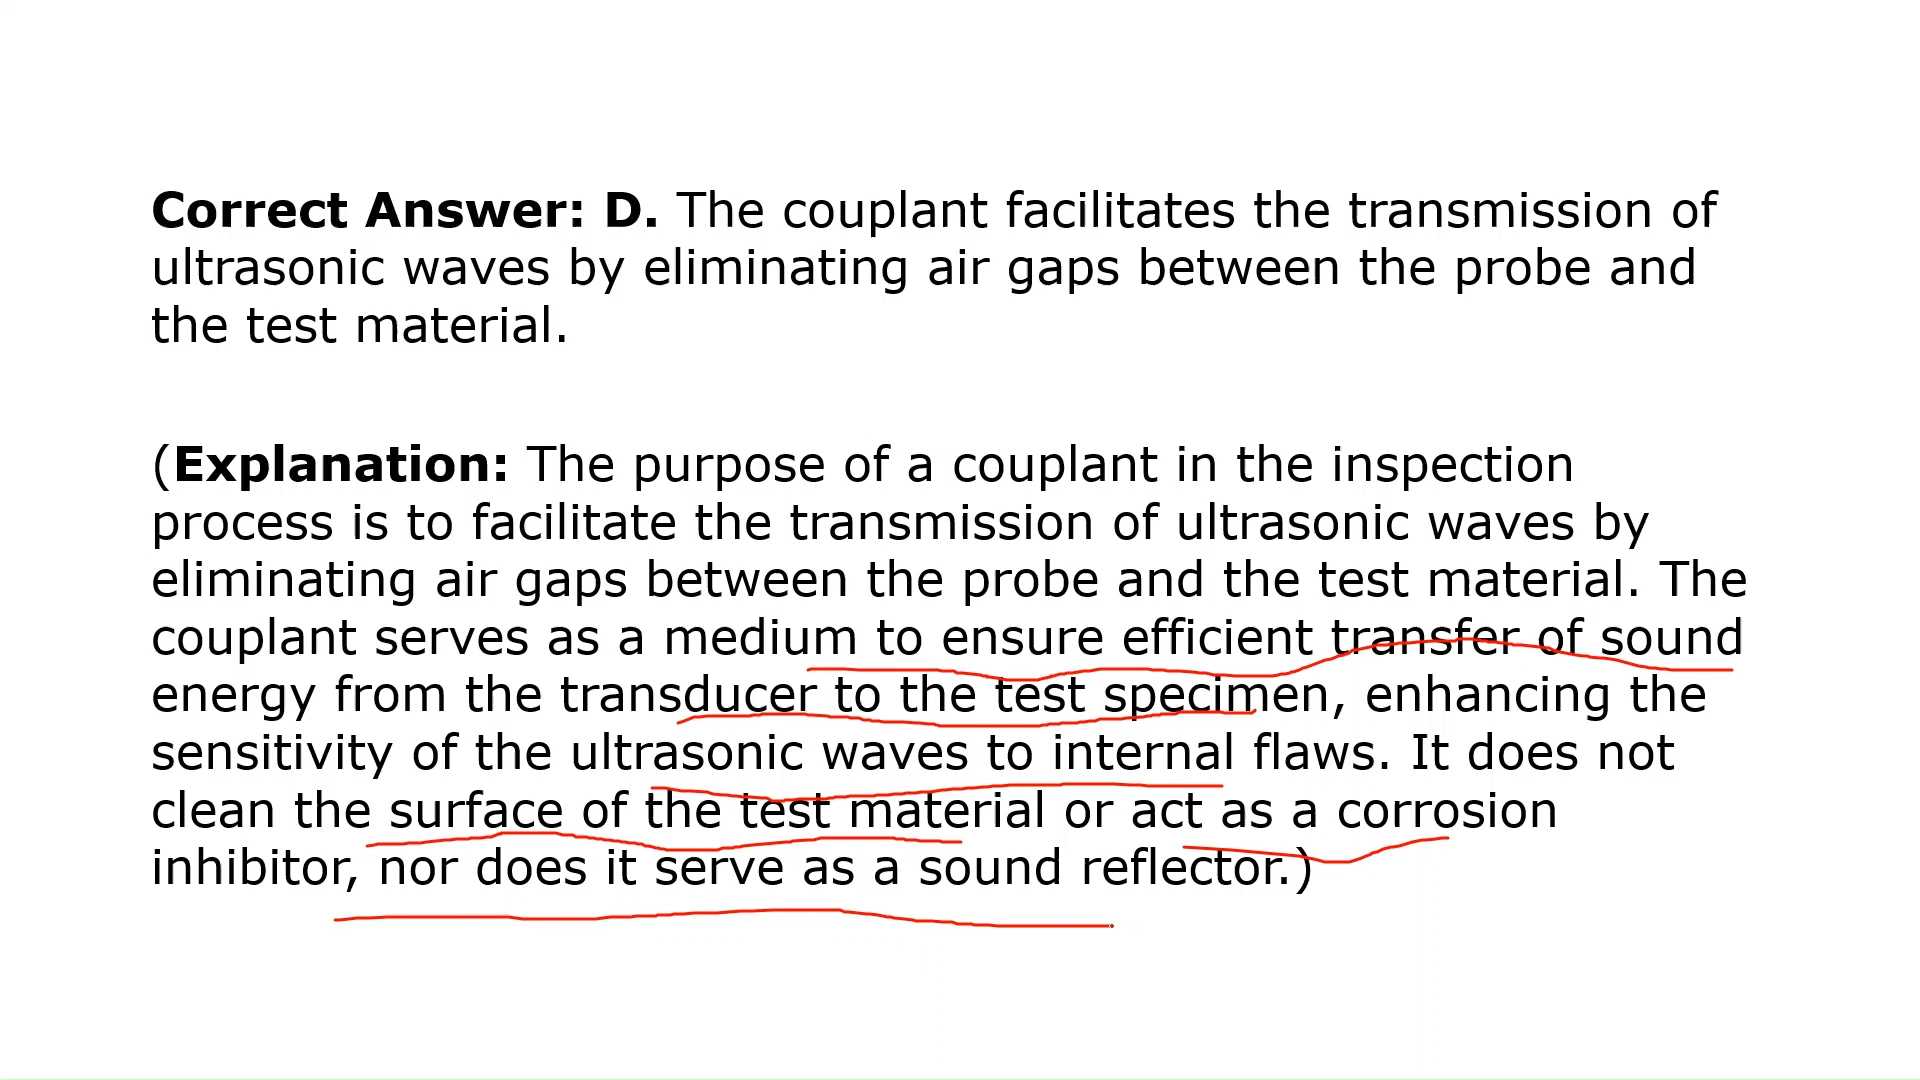 Correct Answer: D. The couplant facilitates the transmission of
ultrasonic waves by eliminating air gaps between the probe and
the test material.
(Explanation: The purpose of a couplant in the inspection
process is to facilitate the transmission of ultrasonic waves by
eliminating air gaps between the probe and the test material. The
couplant serves as a medium to ensure efficient transfer of sound
energy from the transducer to the test specimen, enhancing the
sensitivity of the ultrasonic waves to internal flaws. It does not
clean the surface of the test material or act as a corrosion
inhibitor, nor does it serve as a sound reflector.)